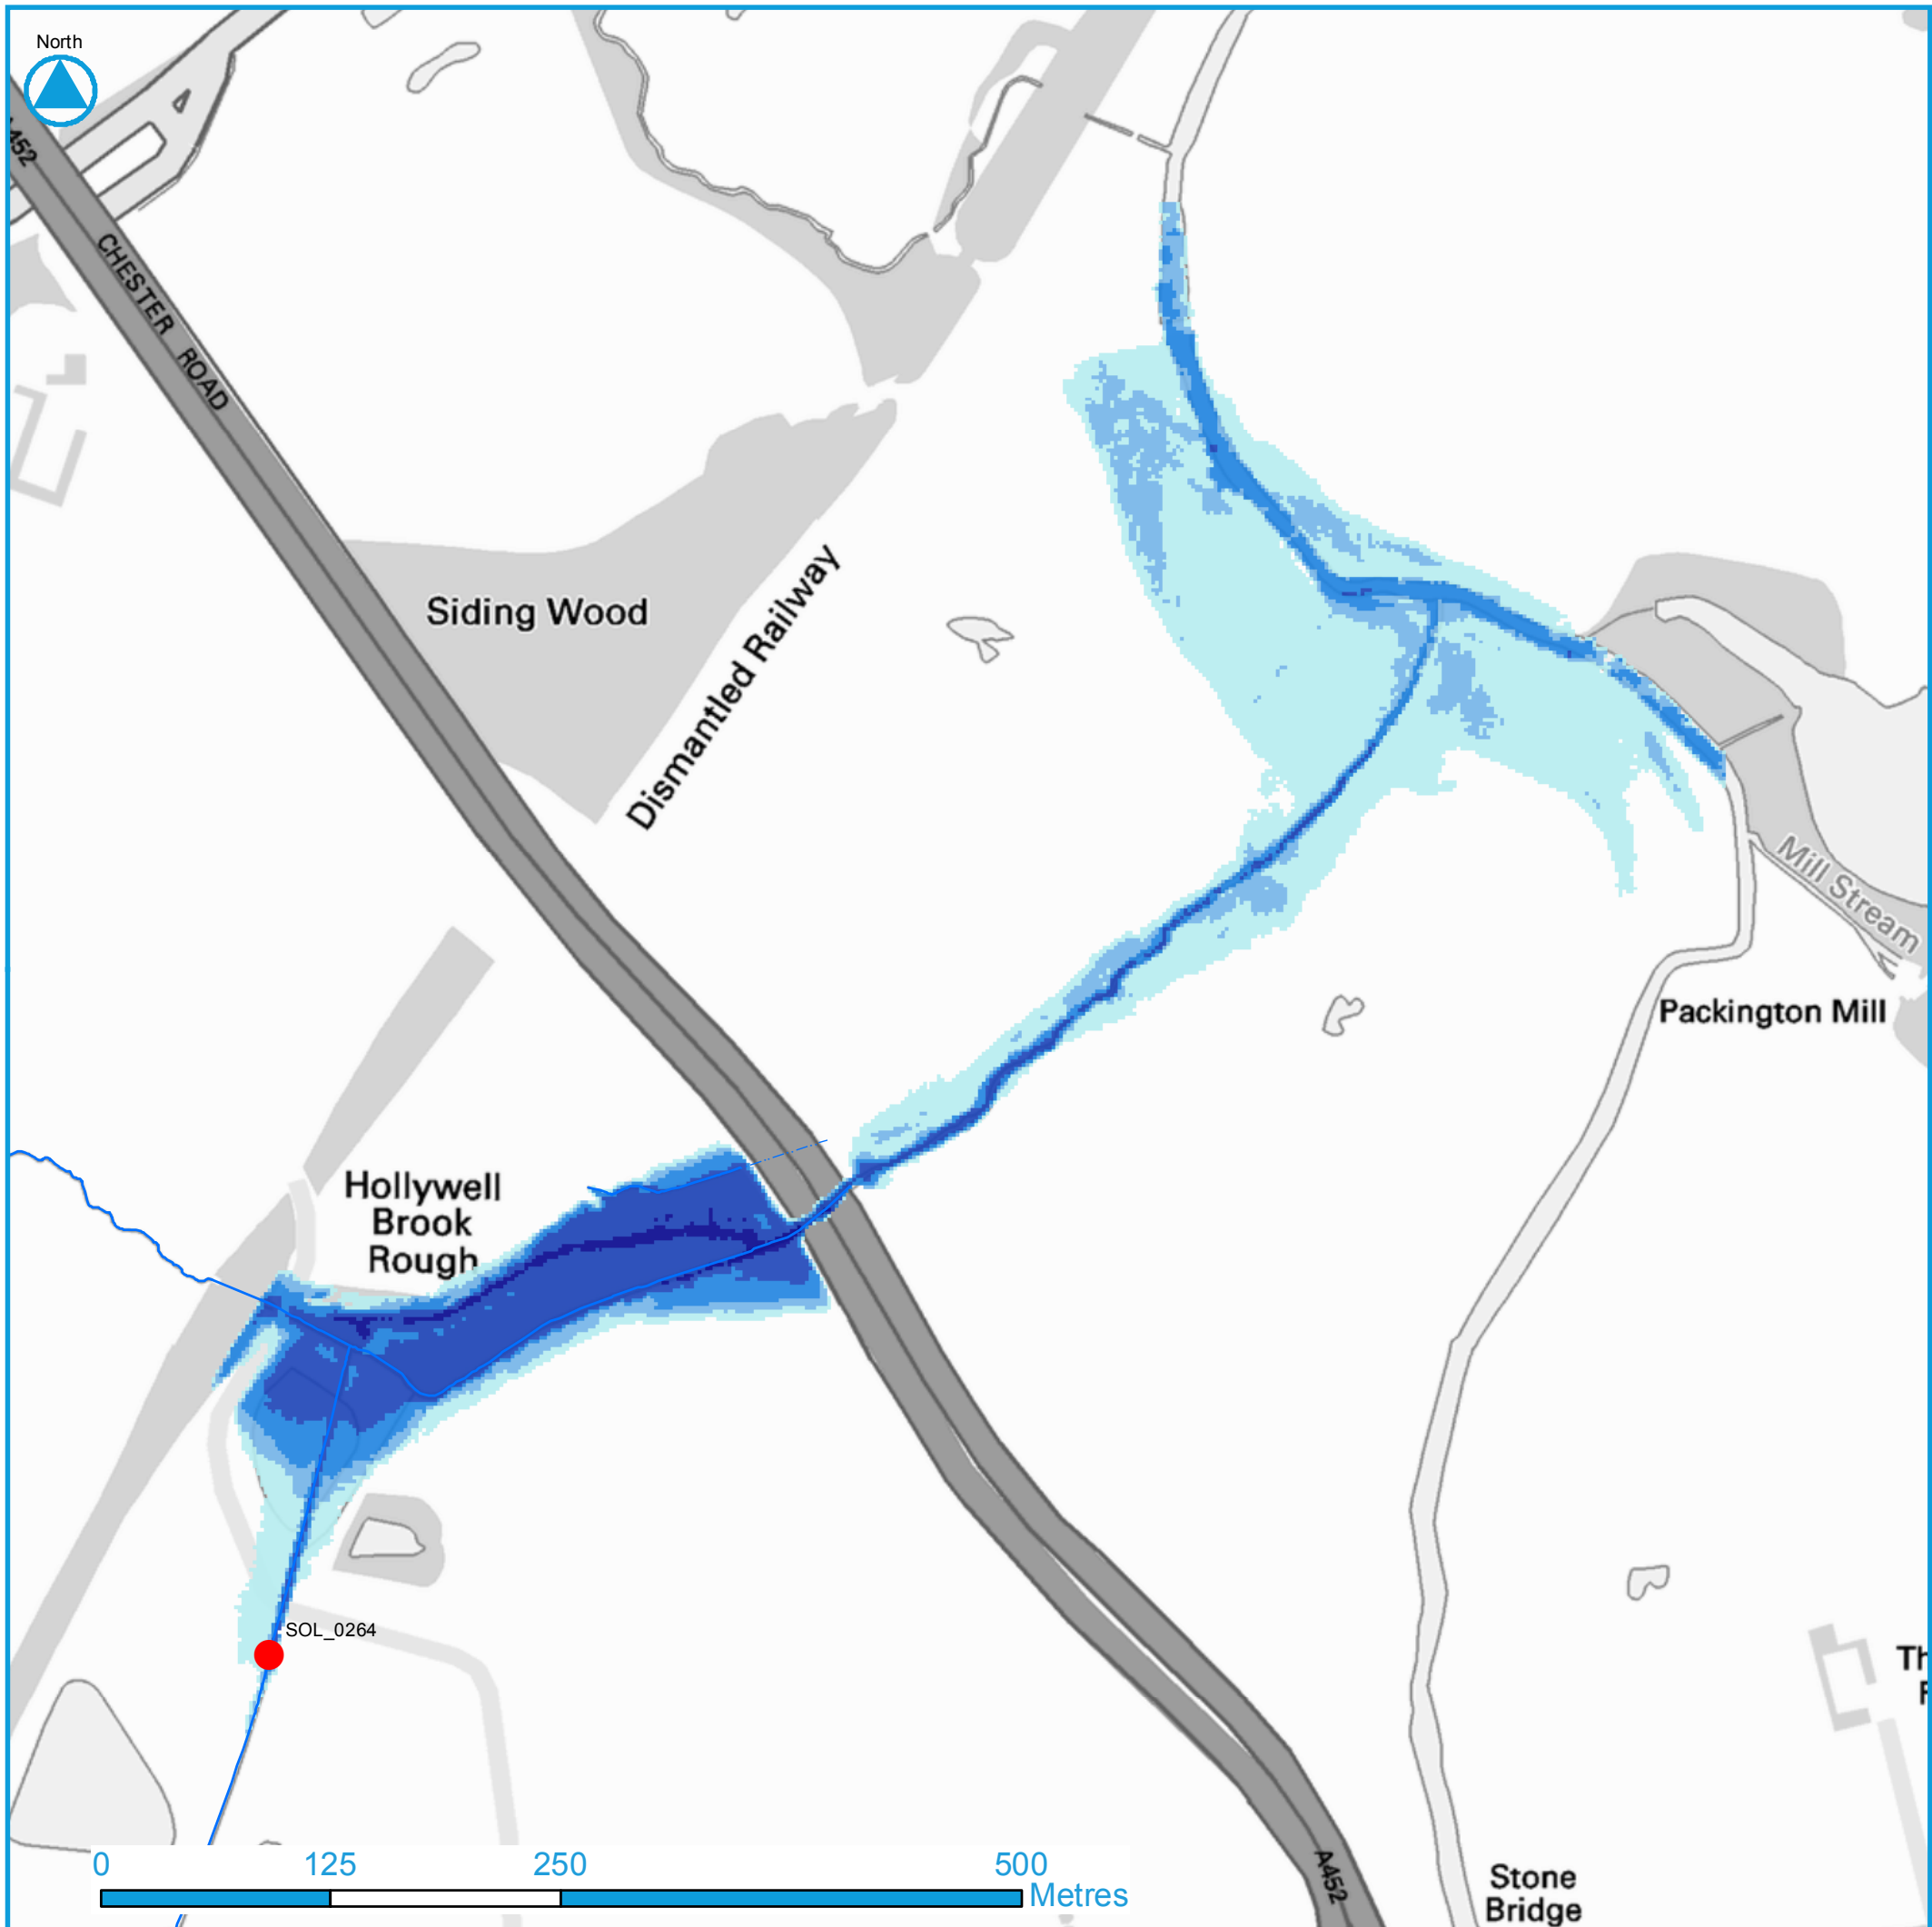 North
A452
CHESTER ROAD
Siding Wood
Dismantled Railway
Mill Stream
Packington Mill
Hollywell
Brook
Rough
SOL_0264
Th
F
0 125 250 500
Metres
A452
Stone
Bridge